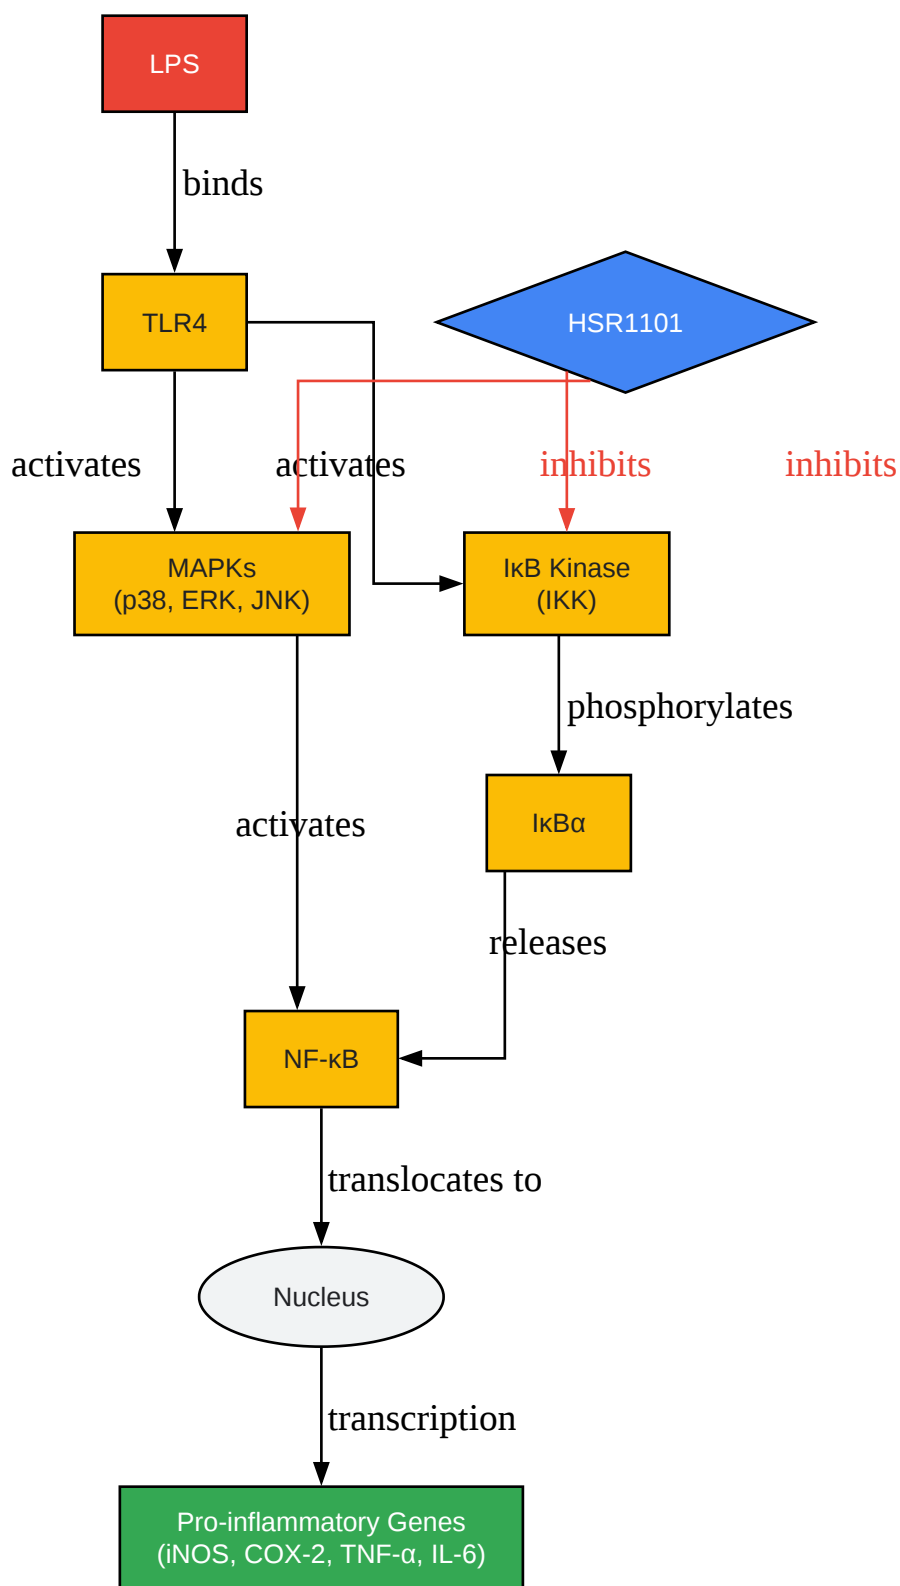 LPS
binds
TLR4
HSR1101
activates
activates
inhibits
inhibits
MAPKs
(p38, ERK, JNK)
IκB Kinase
(IKK)
phosphorylates
IκBα
activates
releases
NF-κB
translocates to
Nucleus
transcription
Pro-inflammatory Genes
(iNOS, COX-2, TNF-α, IL-6)